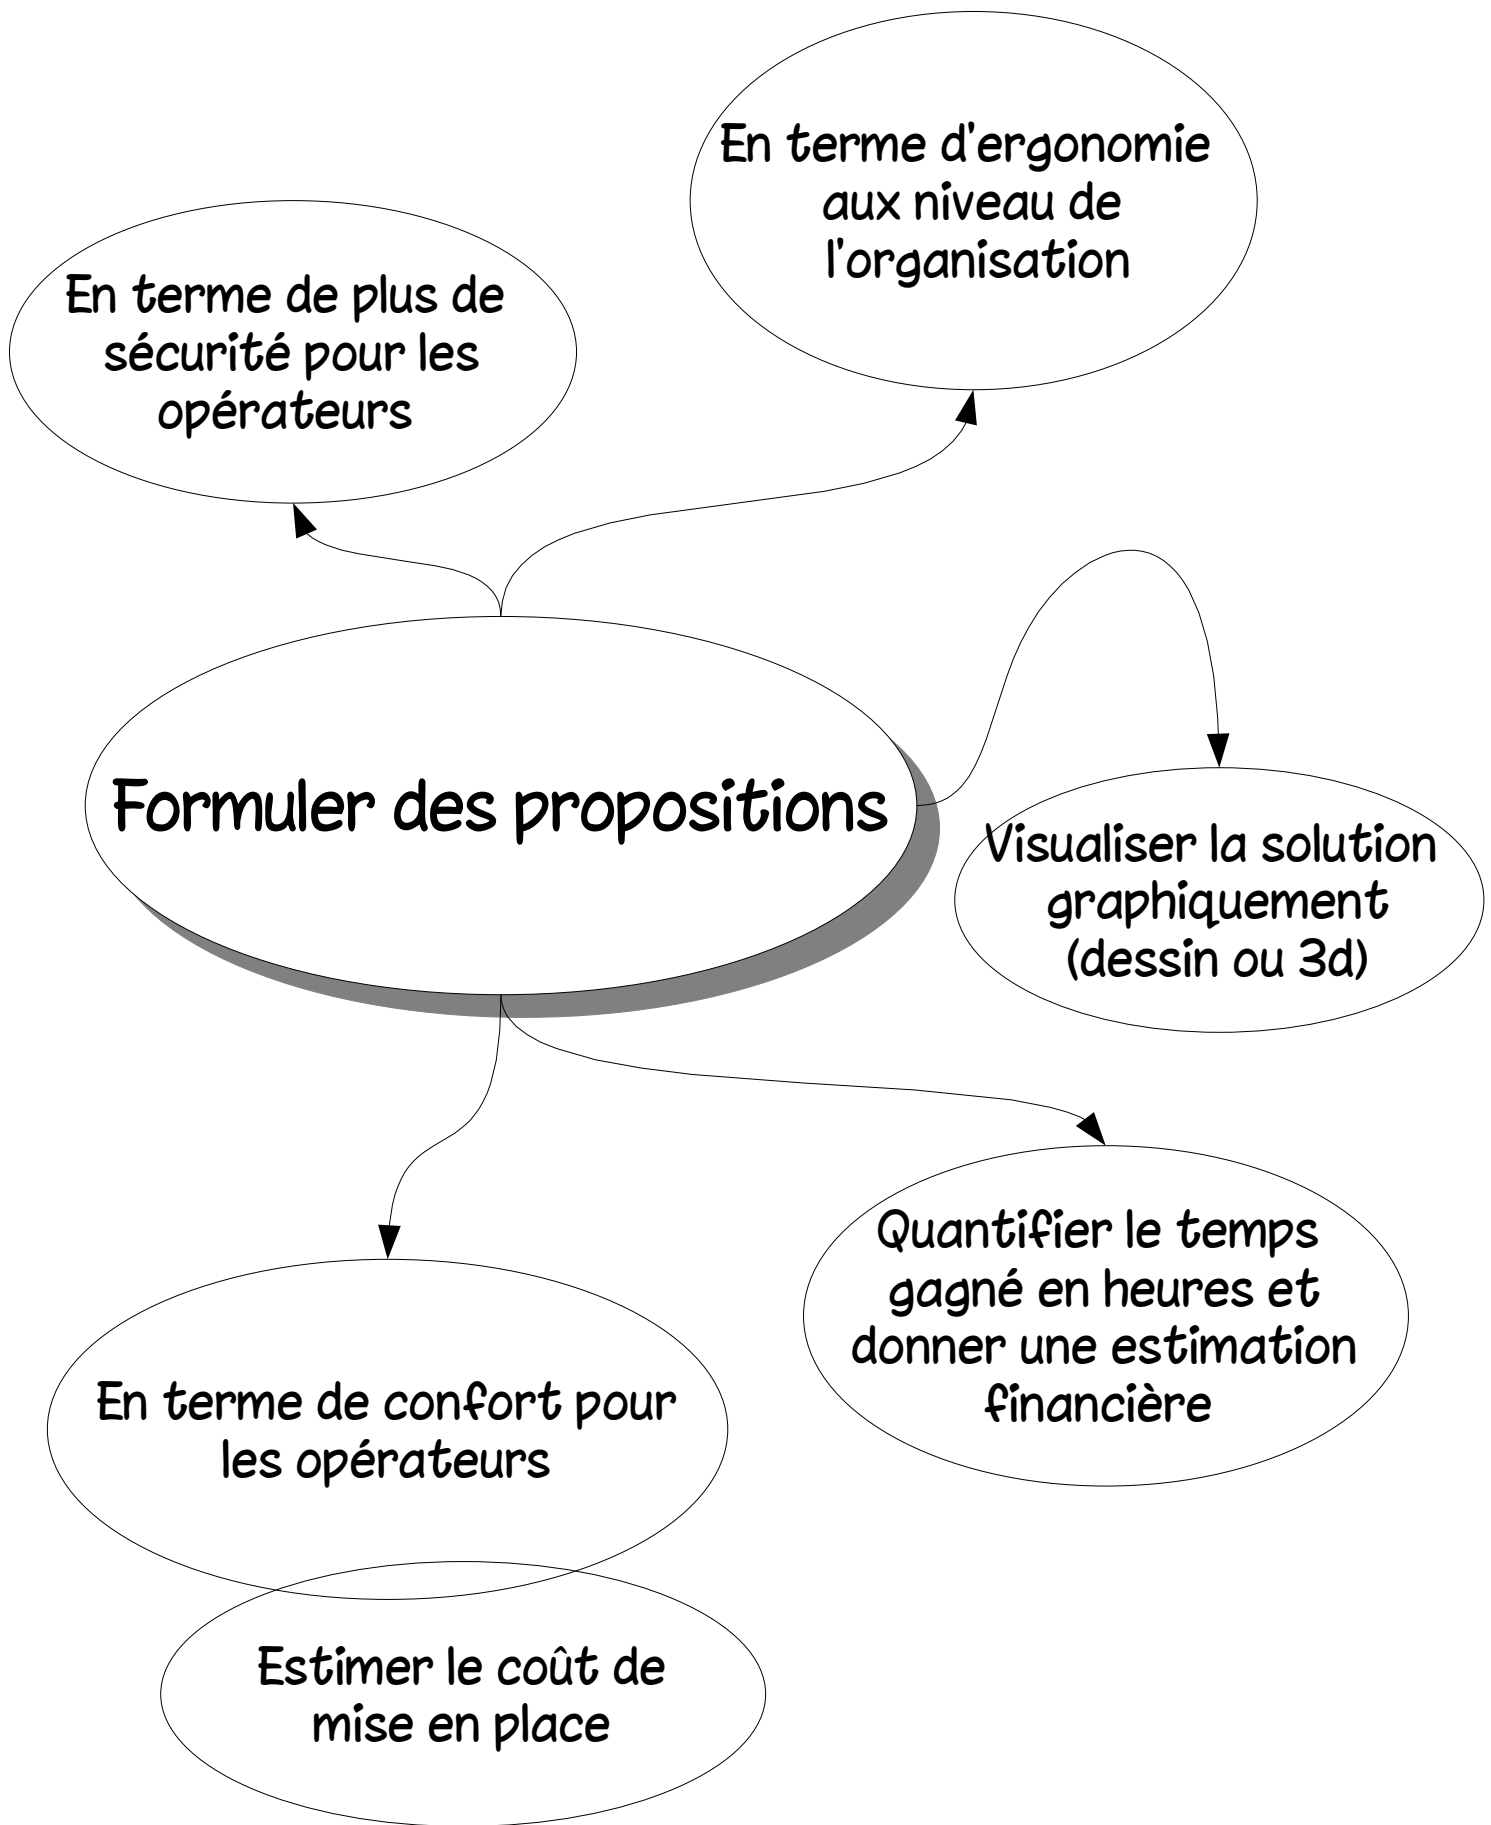 En terme d'ergonomie
aux niveau de
l'organisation
En terme de plus de
sécurité pour les
opérateurs
Formuler des propositions
Visualiser la solution
graphiquement
(dessin ou 3d)
Quantifier le temps
gagné en heures et
donner une estimation
financière
En terme de confort pour
les opérateurs
Estimer le coût de
mise en place